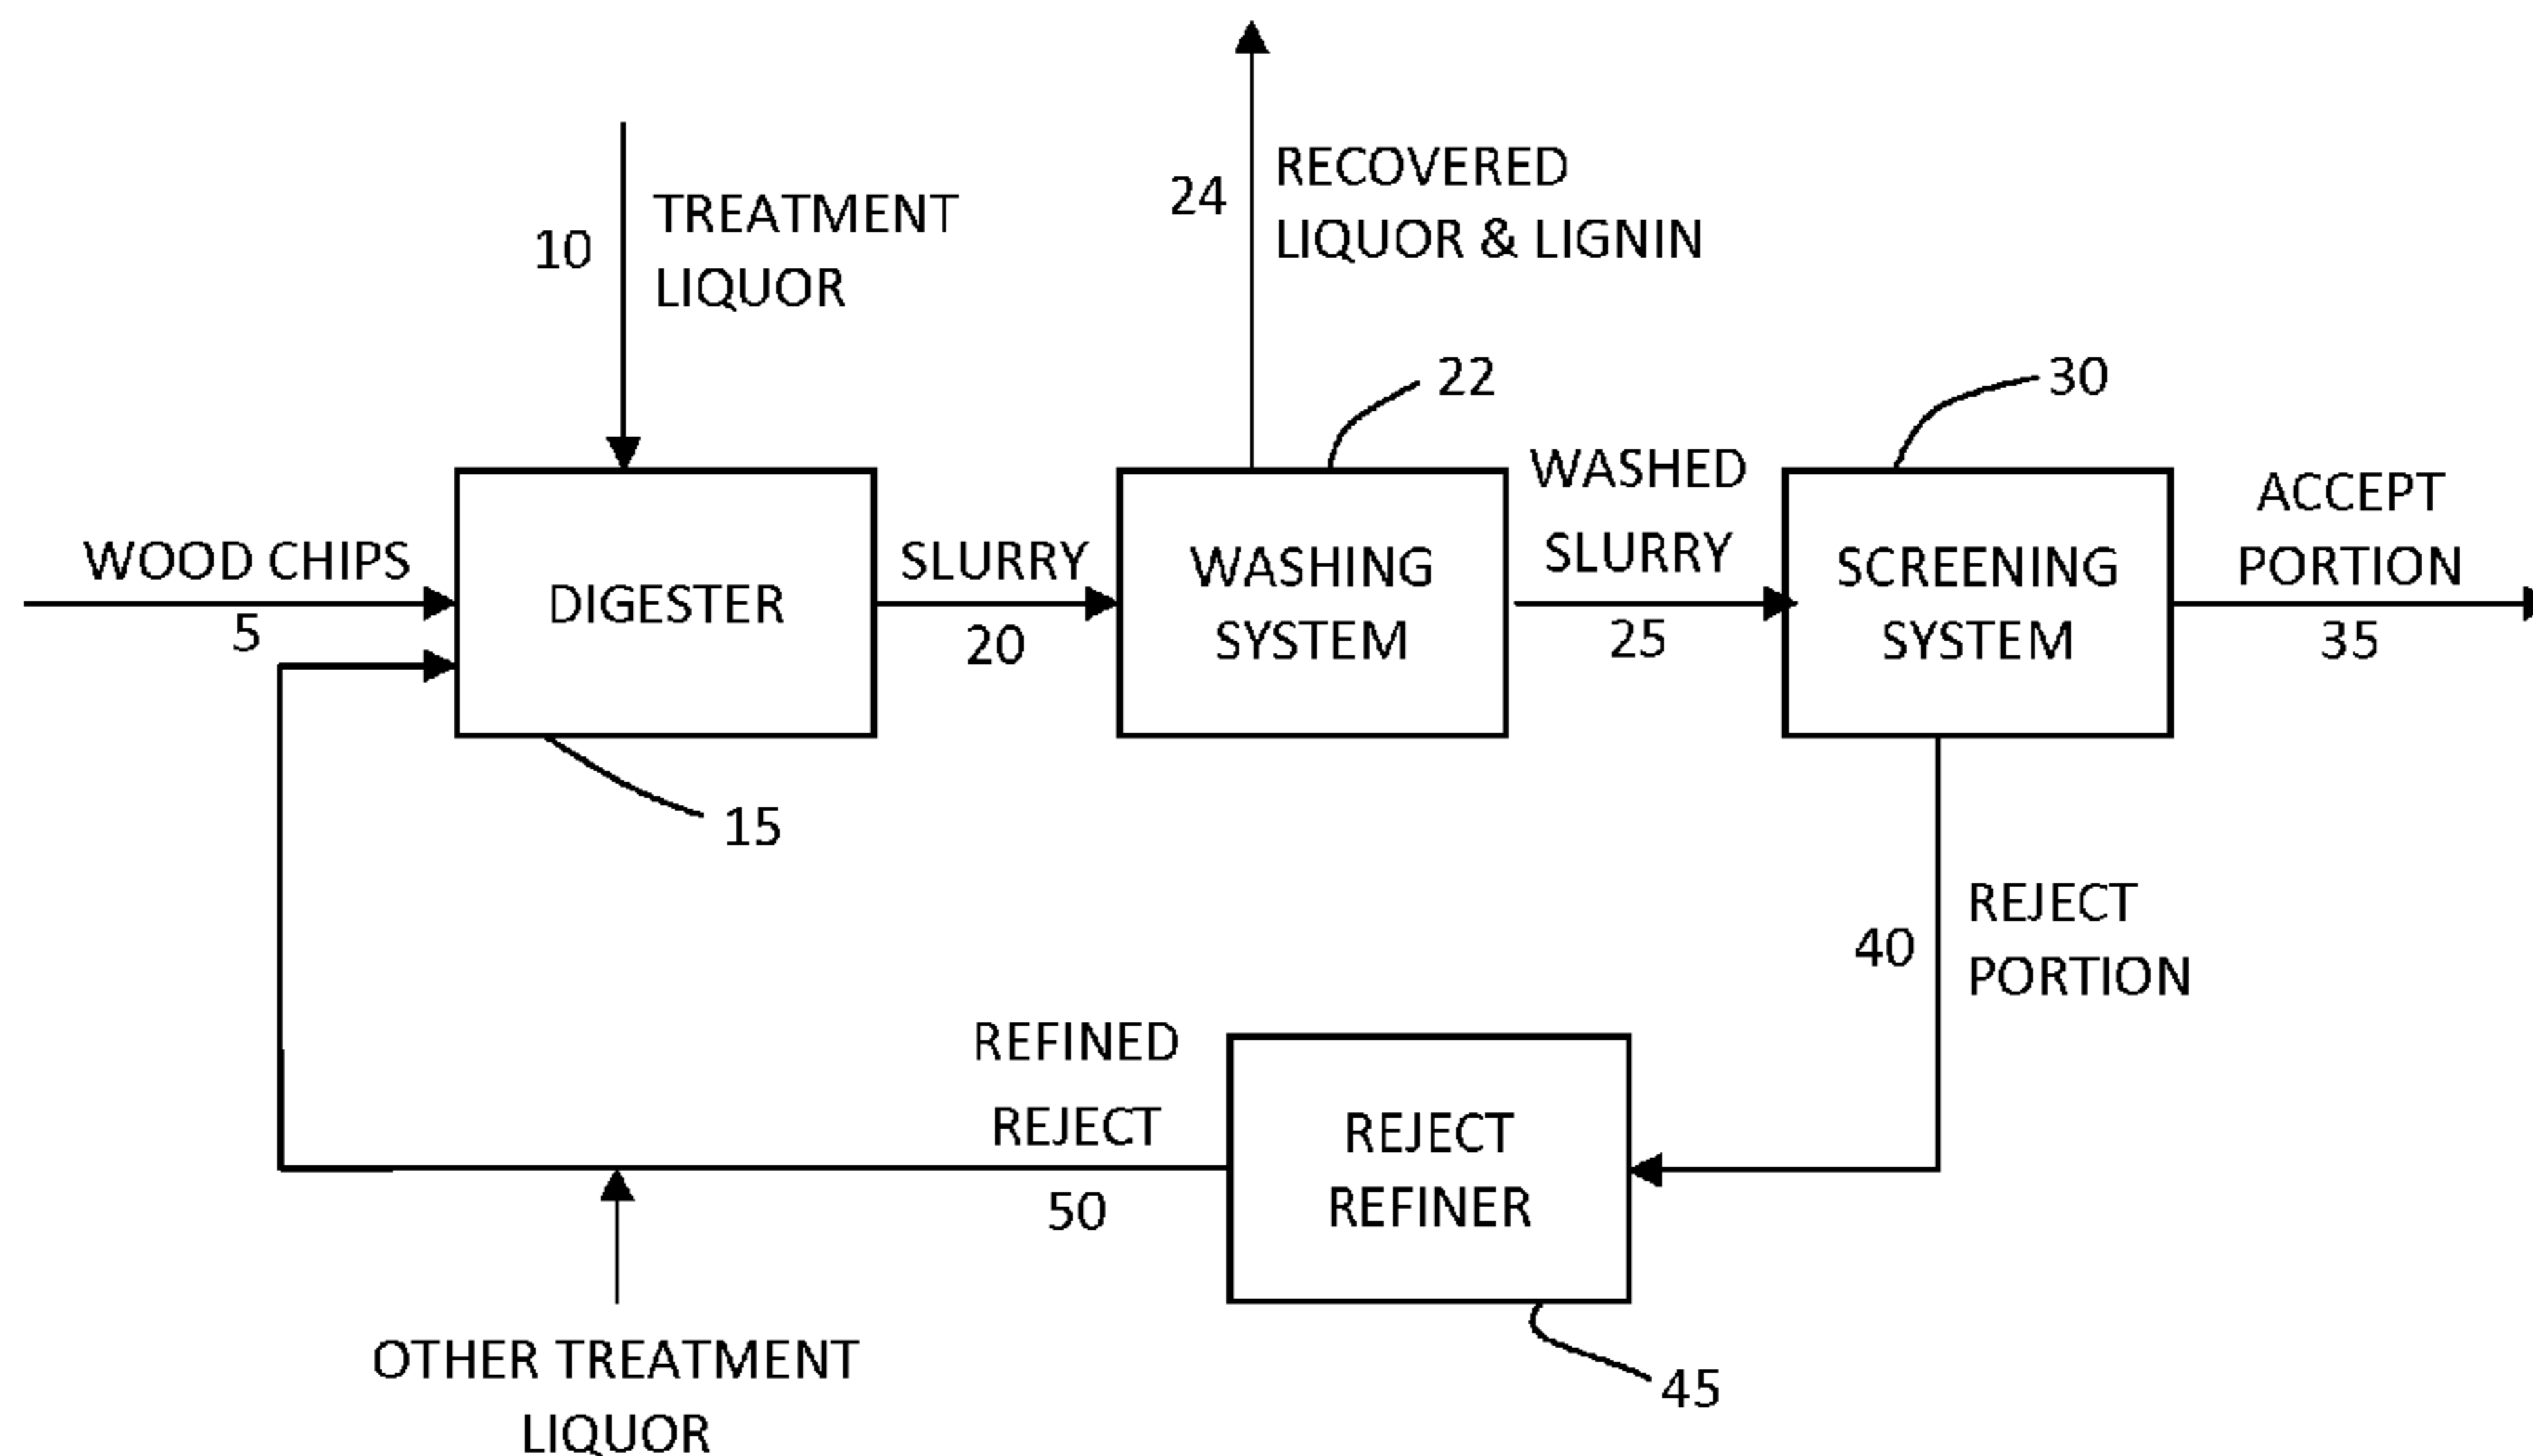 24
RECOVERED
LIQUOR & LIGNIN
10
TREATMENT
LIQUOR
22
30
WOOD CHIPS
5
DIGESTER
15
SLURRY
20
WASHING
SYSTEM
WASHED
SLURRY
25
SCREENING
SYSTEM
ACCEPT
PORTION
35
40
REJECT
PORTION
REFINED
REJECT
50
REJECT
REFINER
45
OTHER TREATMENT
LIQUOR